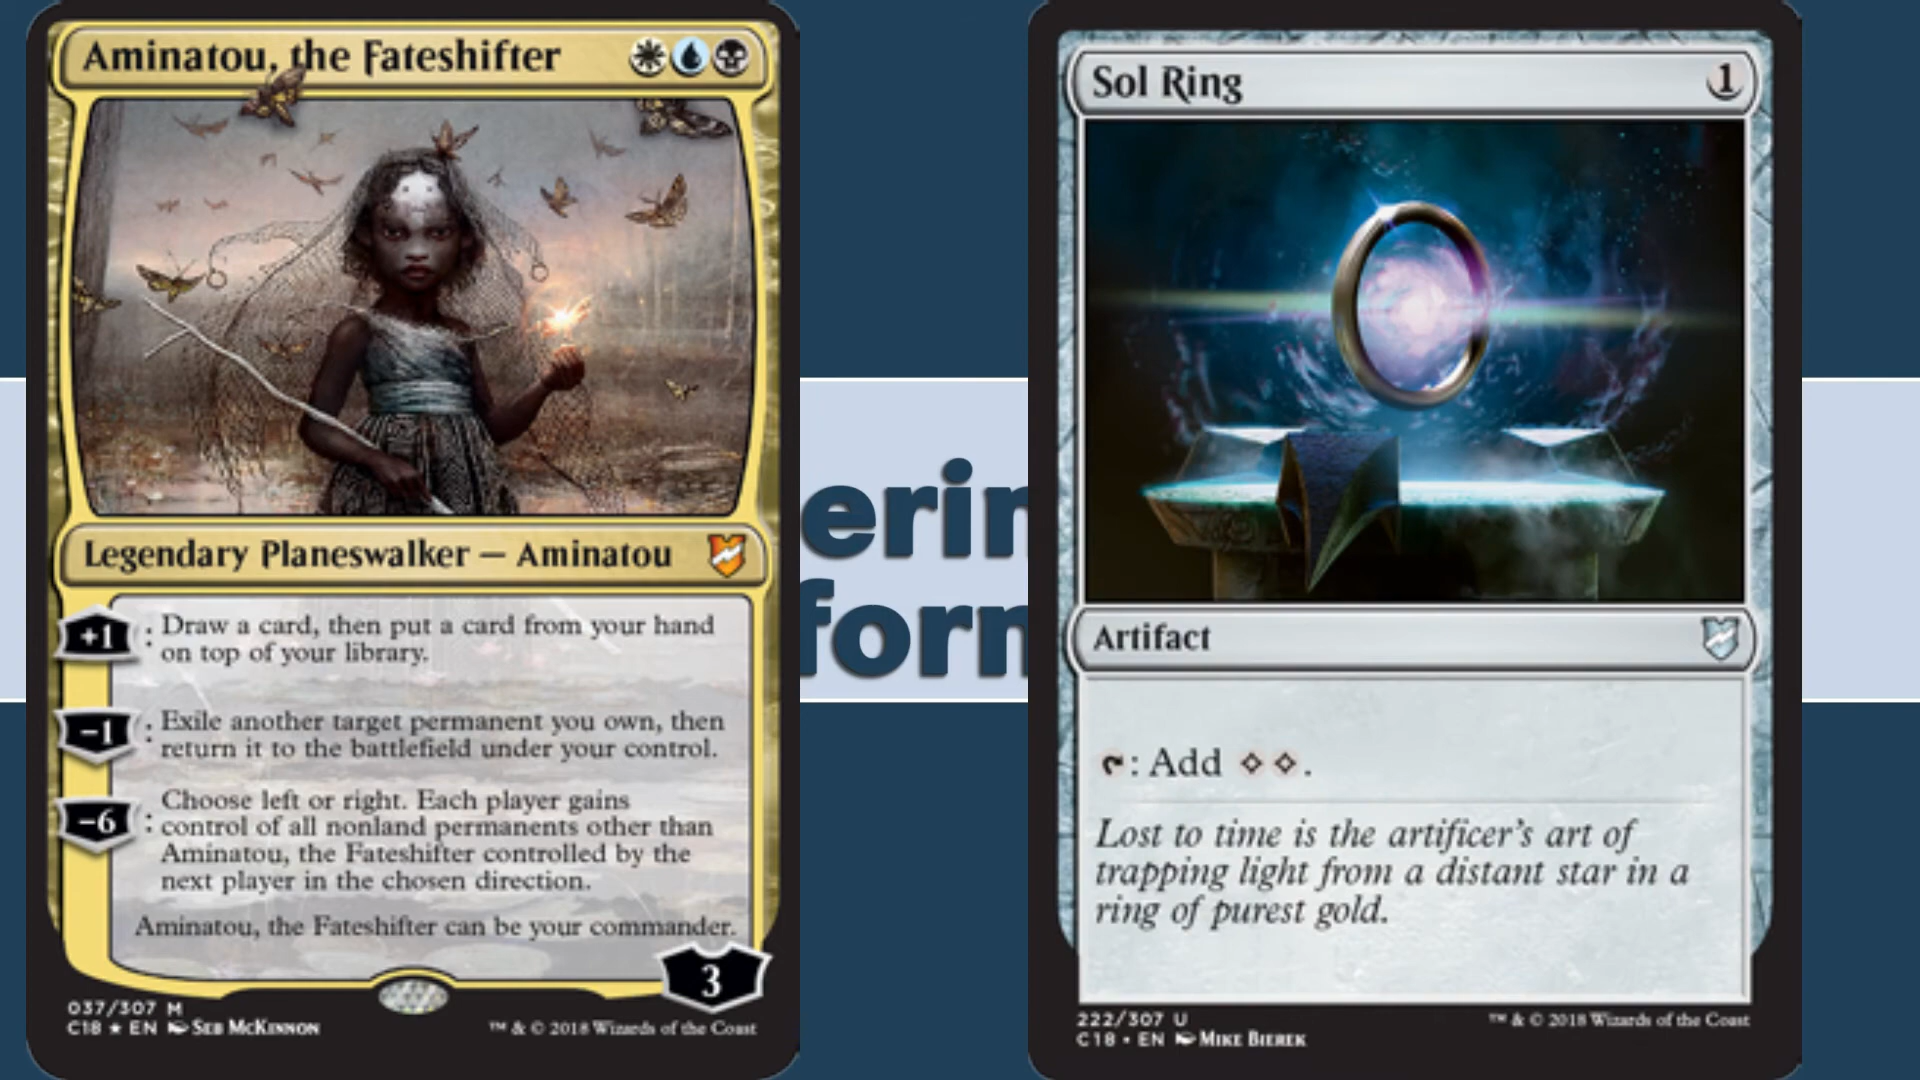 Aminatou, the Fateshifter
Legendary Planeswalker — Aminatou
+1 : Draw a card, then put a card from your hand
on top of your library.
−1 : Exile another target permanent you own, then
return it to the battlefield under your control.
−6 : Choose left or right. Each player gains
control of all nonland permanents other than
Aminatou, the Fateshifter controlled by the
next player in the chosen direction.
Aminatou, the Fateshifter can be your commander.
3
037/307 M
C18 ★ EN Seb McKinnon
™ & © 2018 Wizards of the Coast
erin
forn
Sol Ring 1
Artifact
: Add .
Lost to time is the artificer's art of
trapping light from a distant star in a
ring of purest gold.
222/307 U
C18 • EN Mike Bierek
™ & © 2018 Wizards of the Coast